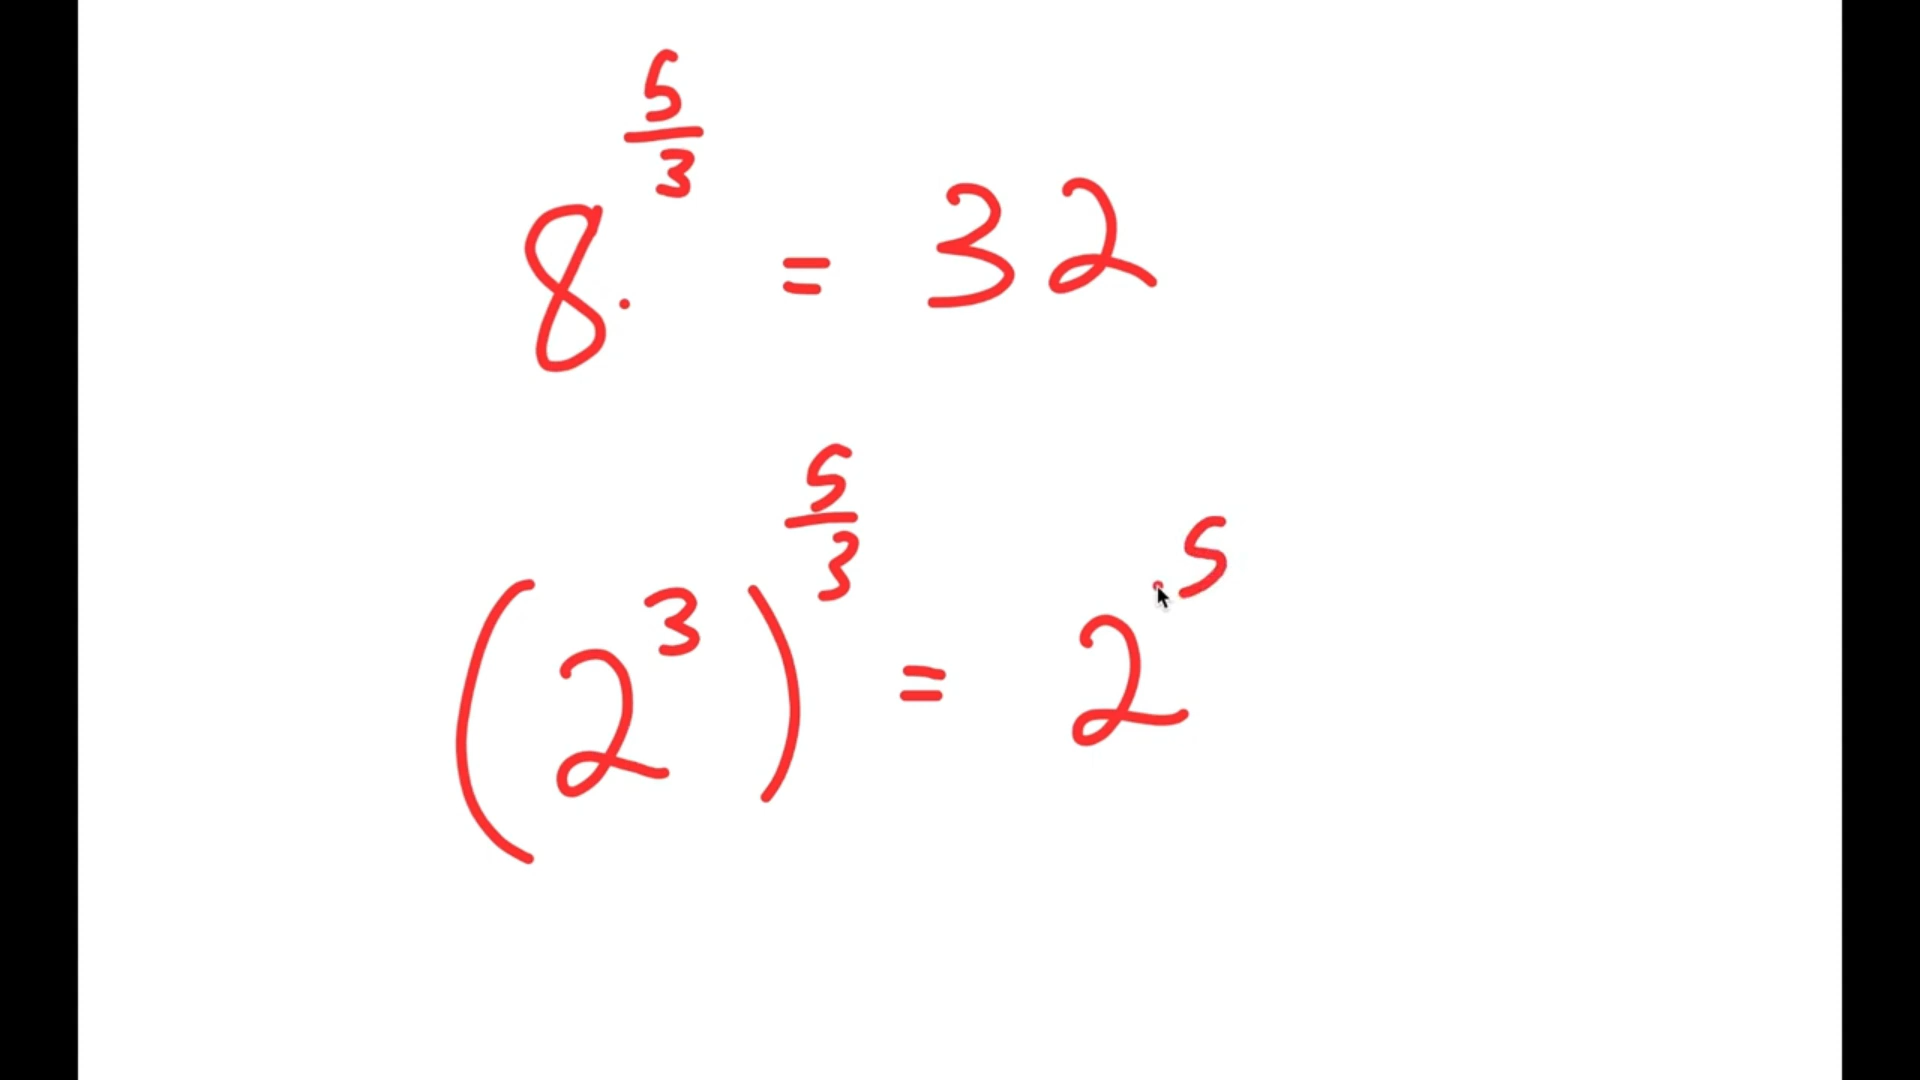 8^{5/3} = 32
(2^3)^{5/3} = 2^5